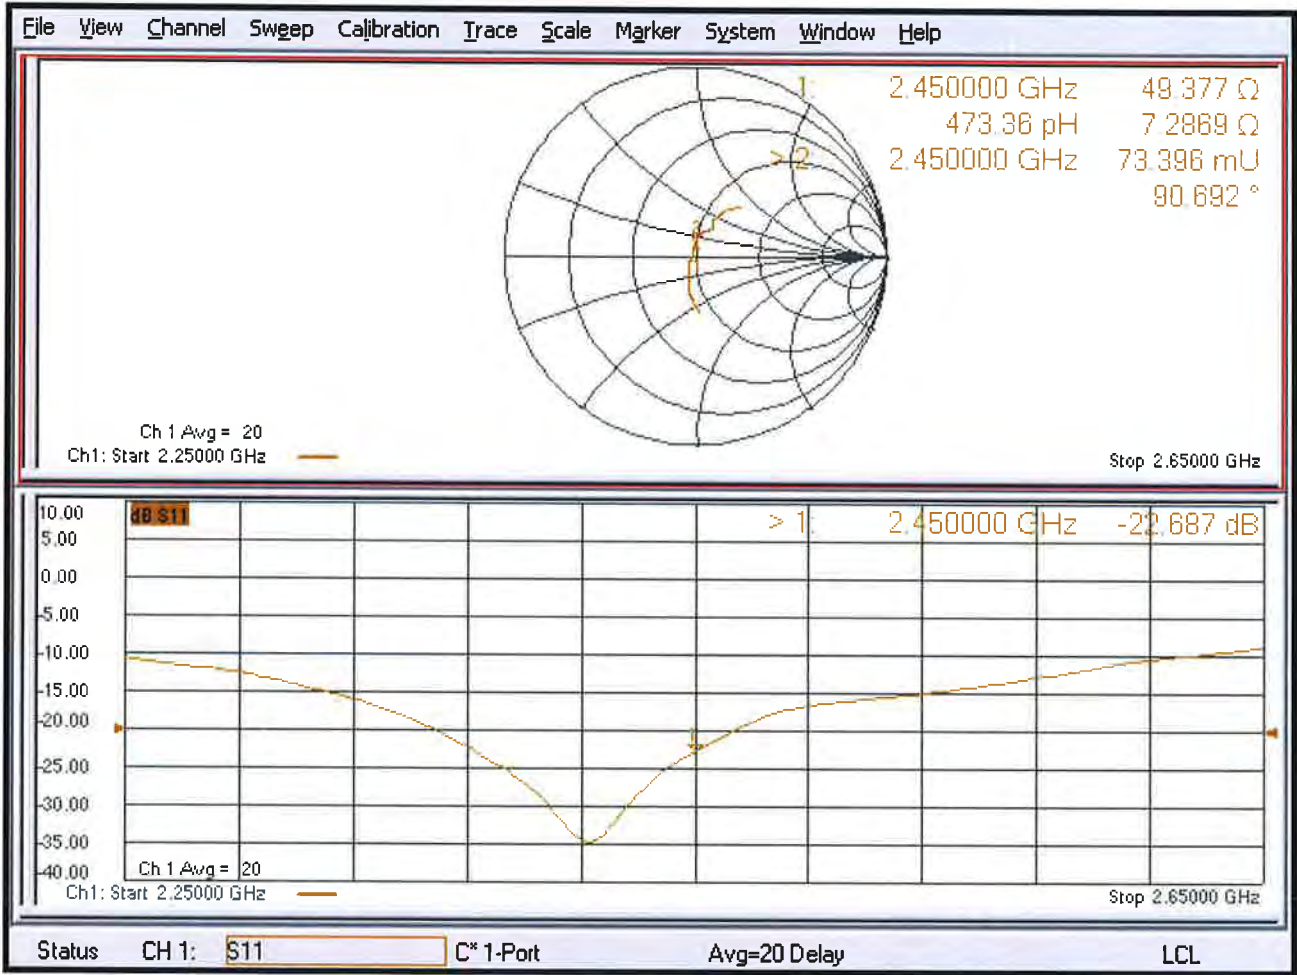 File View Channel Sweep Calibration Trace Scale Marker System Window Help
1: 2.450000 GHz 49.377 Ω
473.36 pH 7.2869 Ω
> 2 2.450000 GHz 73.396 mU
90.692 °
Ch 1 Avg = 20
Ch1: Start 2.25000 GHz Stop 2.65000 GHz
10.00 dB S11 > 1: 2.450000 GHz -22.687 dB
5.00
0.00
-5.00
-10.00
-15.00
-20.00
1
-25.00
-30.00
-35.00
-40.00 Ch 1 Avg = 20
Ch1: Start 2.25000 GHz Stop 2.65000 GHz
Status CH 1: S11 C* 1-Port Avg=20 Delay LCL